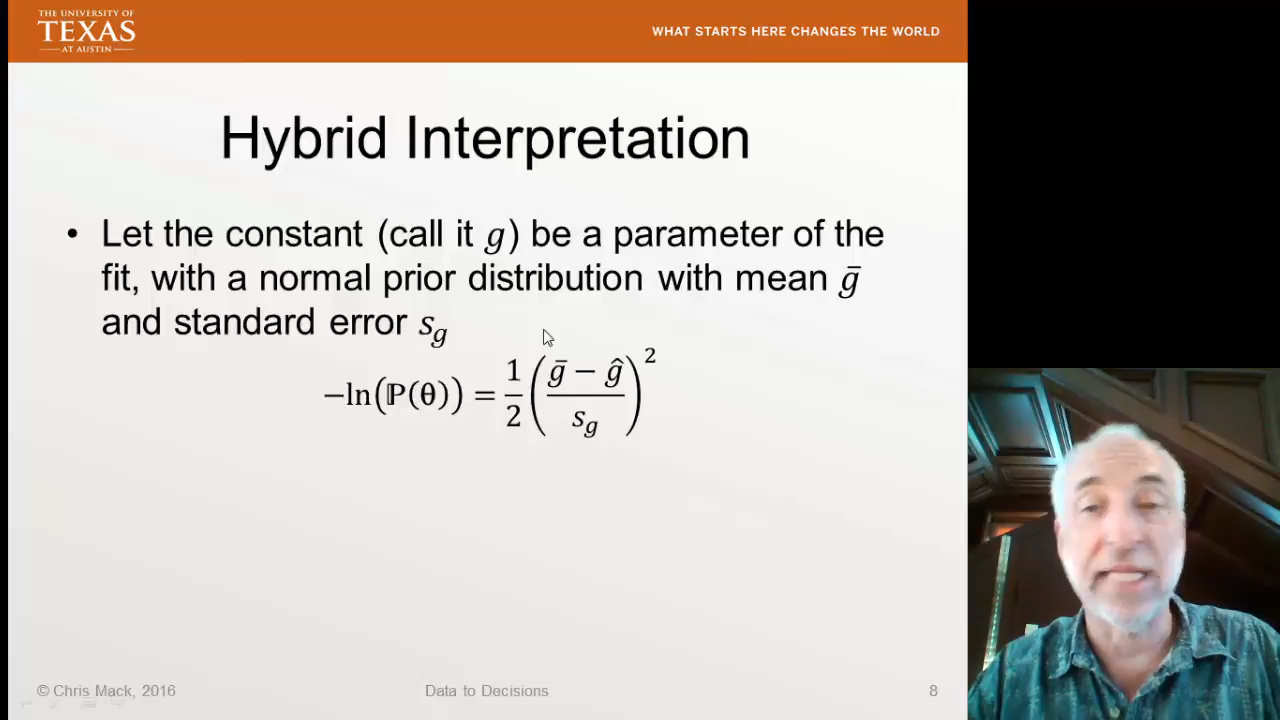 THE UNIVERSITY OF
TEXAS
AT AUSTIN
WHAT STARTS HERE CHANGES THE WORLD
Hybrid Interpretation
• Let the constant (call it g) be a parameter of the
fit, with a normal prior distribution with mean ḡ
and standard error s_g
−ln(ℙ(θ)) = 1/2 ((ḡ − ĝ)/s_g)²
© Chris Mack, 2016
Data to Decisions
8